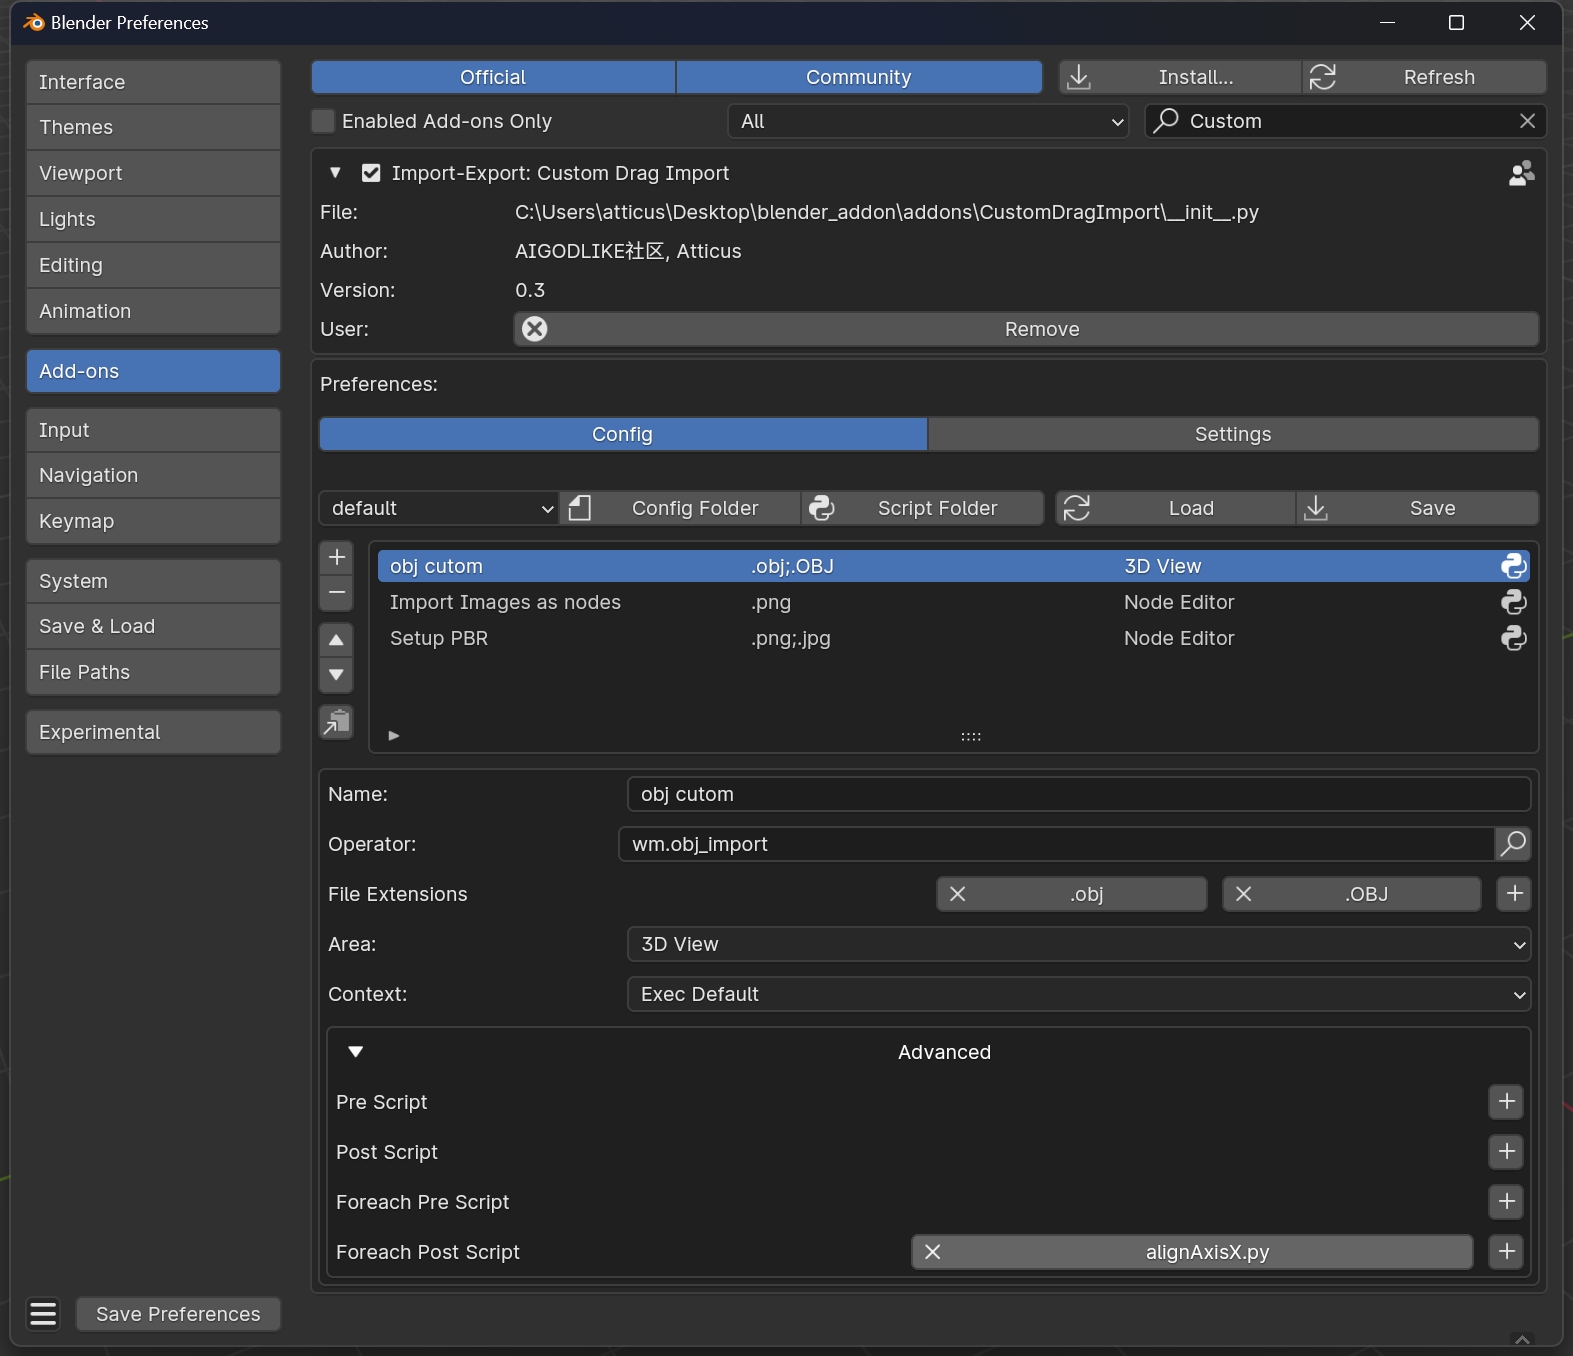 Blender Preferences
Interface
Themes
Viewport
Lights
Editing
Animation
Add-ons
Input
Navigation
Keymap
System
Save & Load
File Paths
Experimental
Save Preferences
Official Community Install... Refresh
Enabled Add-ons Only All Custom
Import-Export: Custom Drag Import
File: C:\Users\atticus\Desktop\blender_addon\addons\CustomDragImport\__init__.py
Author: AIGODLIKE社区, Atticus
Version: 0.3
User: Remove
Preferences:
Config Settings
default Config Folder Script Folder Load Save
obj cutom .obj;.OBJ 3D View
Import Images as nodes .png Node Editor
Setup PBR .png;.jpg Node Editor
Name: obj cutom
Operator: wm.obj_import
File Extensions .obj .OBJ
Area: 3D View
Context: Exec Default
Advanced
Pre Script
Post Script
Foreach Pre Script
Foreach Post Script alignAxisX.py